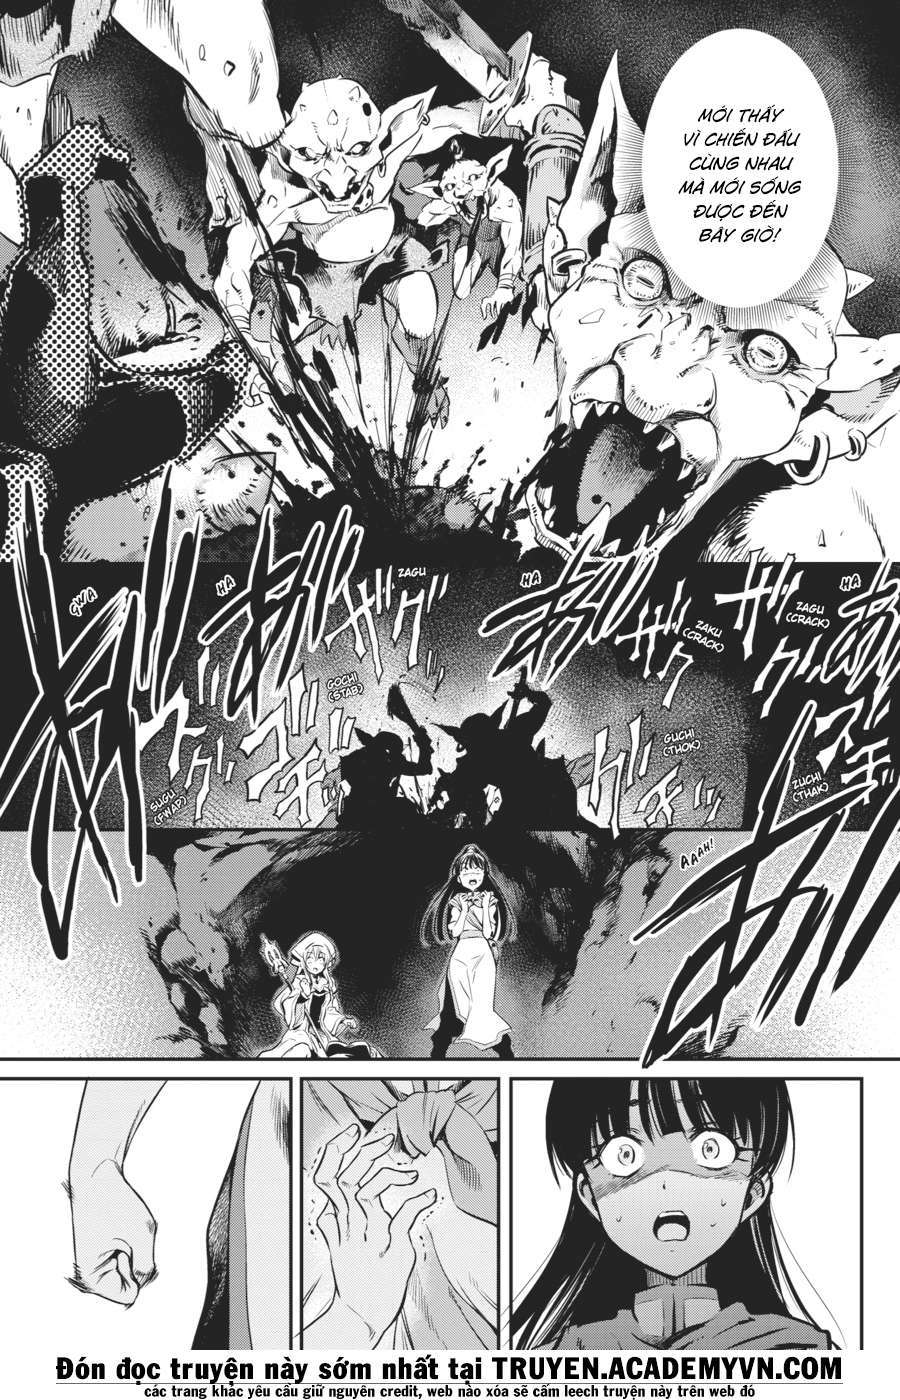 MỚI THẤY
VÌ CHIẾN ĐẤU
CÙNG NHAU
MÀ MỚI SỐNG
ĐƯỢC ĐẾN
BÂY GIỜ!
GWA
HA
ZAGU
HA
ZAKU
(CRACK)
ZAGU
(CRACK)
HA
GOCHI
(STAB)
GUCHI
(THOK)
SUGU
(FWAP)
ZUCHI
(THAK)
AAAH!
Đón đọc truyện này sớm nhất tại TRUYEN.ACADEMYVN.COM
các trang khác yêu cầu giữ nguyên credit, web nào xóa sẽ cấm leech truyện này trên web đó